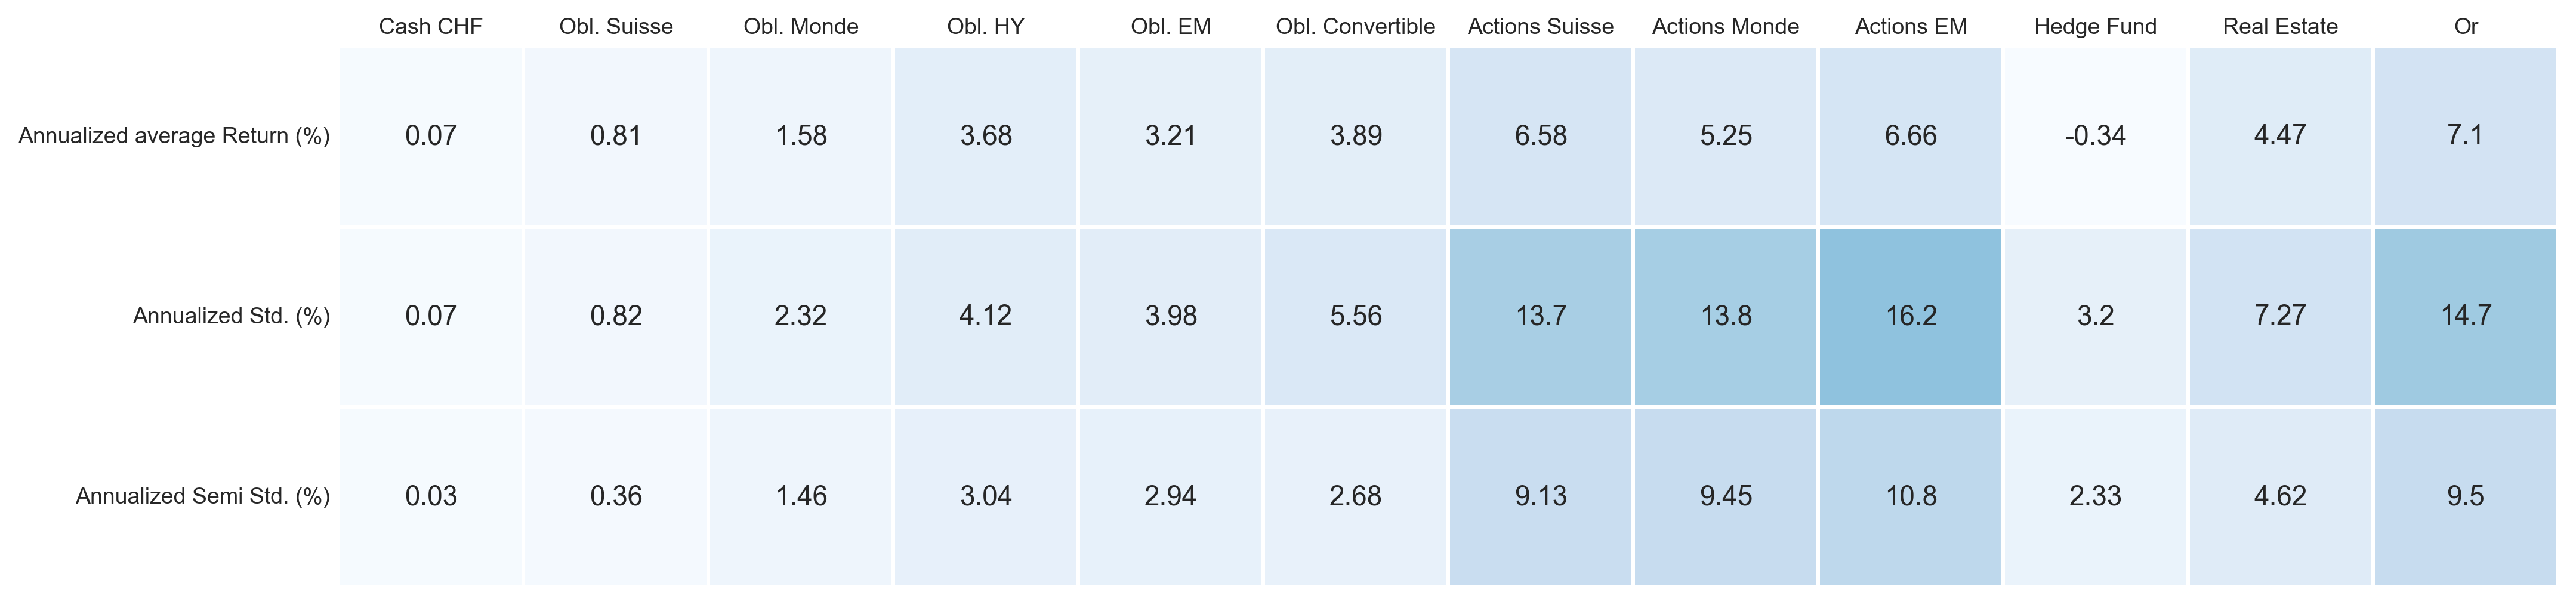 Cash CHF Obl. Suisse Obl. Monde Obl. HY Obl. EM Obl. Convertible Actions Suisse Actions Monde Actions EM Hedge Fund Real Estate Or
Annualized average Return (%) 0.07 0.81 1.58 3.68 3.21 3.89 6.58 5.25 6.66 -0.34 4.47 7.1
Annualized Std. (%) 0.07 0.82 2.32 4.12 3.98 5.56 13.7 13.8 16.2 3.2 7.27 14.7
Annualized Semi Std. (%) 0.03 0.36 1.46 3.04 2.94 2.68 9.13 9.45 10.8 2.33 4.62 9.5